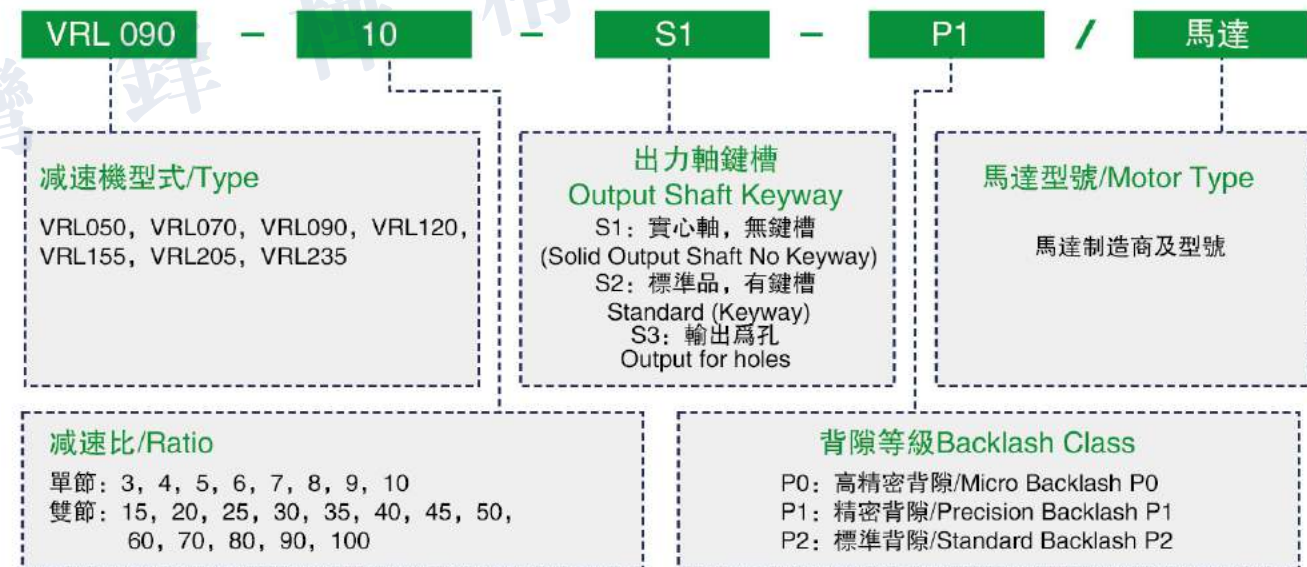 VRL 090 – 10 – S1 – P1 / 馬達
减速機型式/Type
VRL050，VRL070，VRL090，VRL120，
VRL155，VRL205，VRL235
出力軸鍵槽
Output Shaft Keyway
S1：實心軸，無鍵槽
(Solid Output Shaft No Keyway)
S2：標準品，有鍵槽
Standard (Keyway)
S3：輸出爲孔
Output for holes
馬達型號/Motor Type
馬達制造商及型號
减速比/Ratio
單節：3，4，5，6，7，8，9，10
雙節：15，20，25，30，35，40，45，50，
60，70，80，90，100
背隙等級Backlash Class
P0：高精密背隙/Micro Backlash P0
P1：精密背隙/Precision Backlash P1
P2：標準背隙/Standard Backlash P2